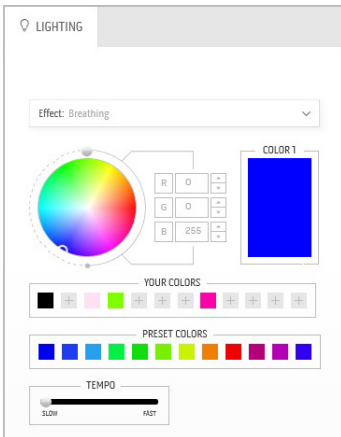 LIGHTING
Effect: Breathing
COLOR 1
R 0
G 0
B 255
YOUR COLORS
+ + + + + + + +
PRESET COLORS
TEMPO
SLOW FAST